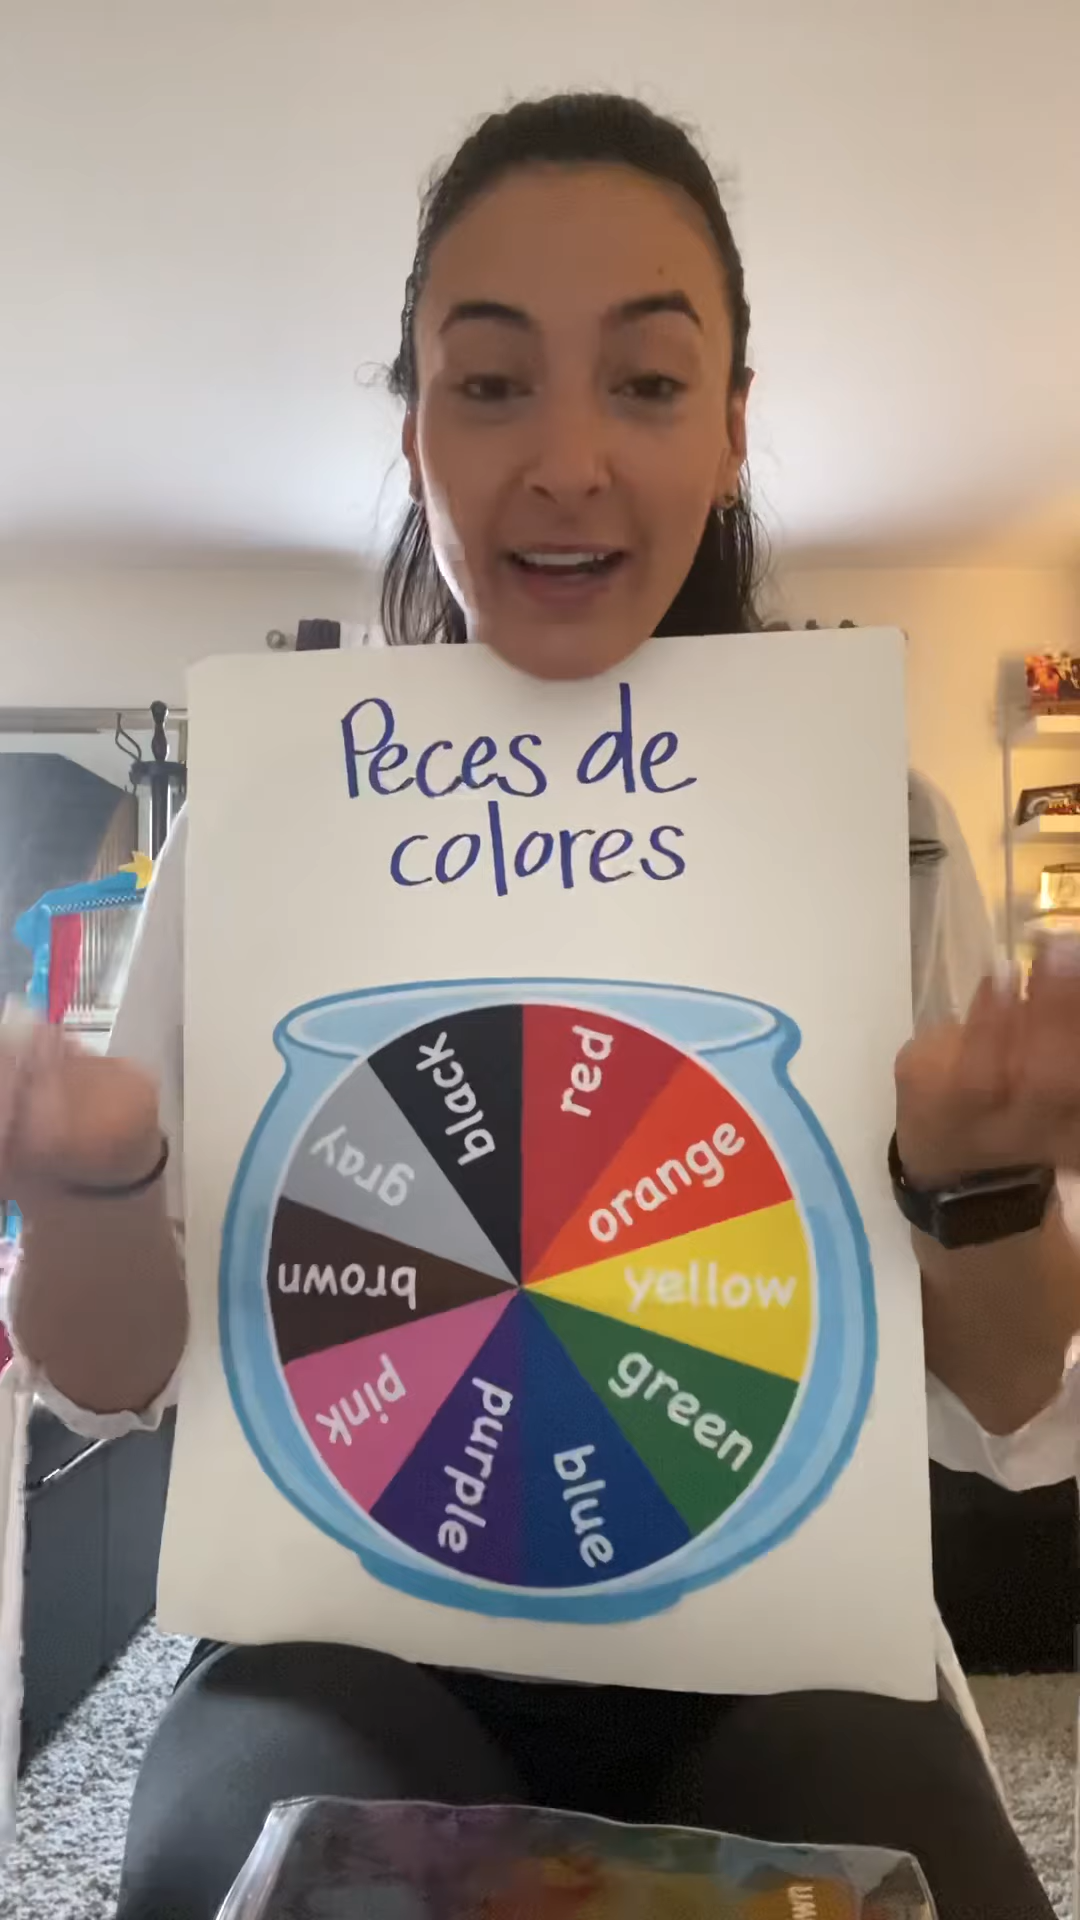 Peces de
colores
black
red
orange
yellow
green
blue
purple
pink
brown
gray